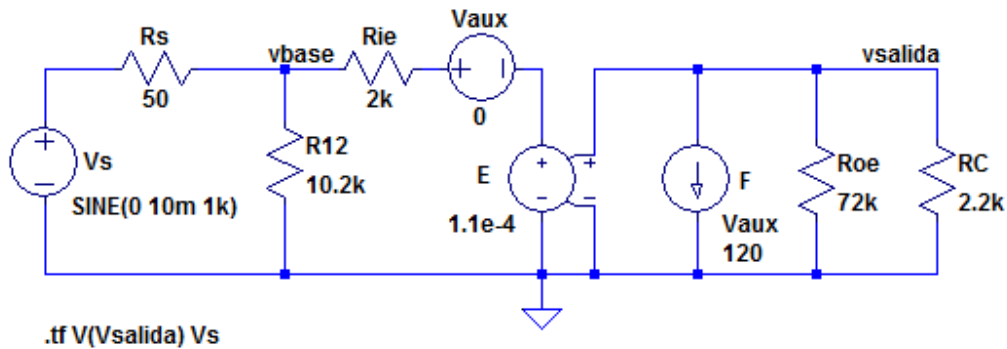 Vaux
Rs
vbase
Rie
vsalida
50
+
2k
0
+
Vs
R12
E
+
+
F
Roe
RC
SINE(0 10m 1k)
10.2k
1.1e-4
Vaux
72k
2.2k
120
.tf V(Vsalida) Vs